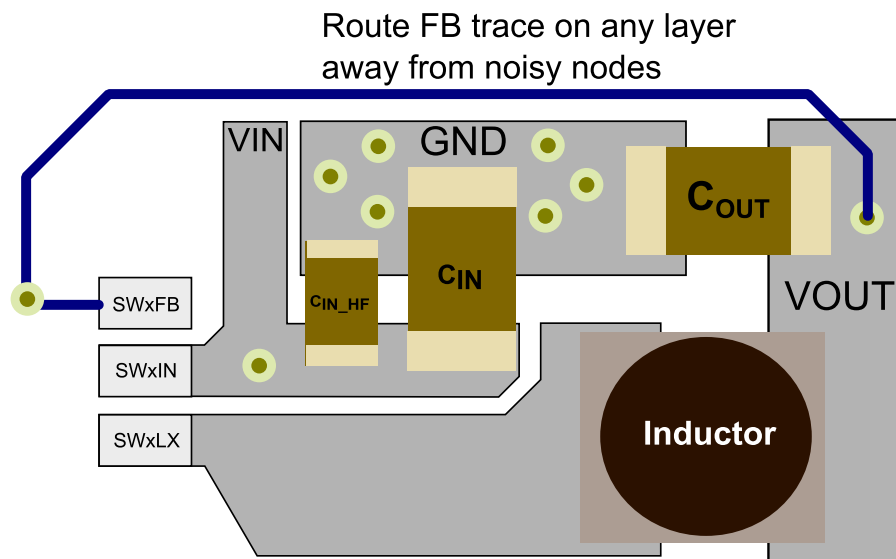 Route FB trace on any layer
away from noisy nodes
VIN
GND
COUT
CIN
CIN_HF
SWxFB
VOUT
SWxIN
SWxLX
Inductor